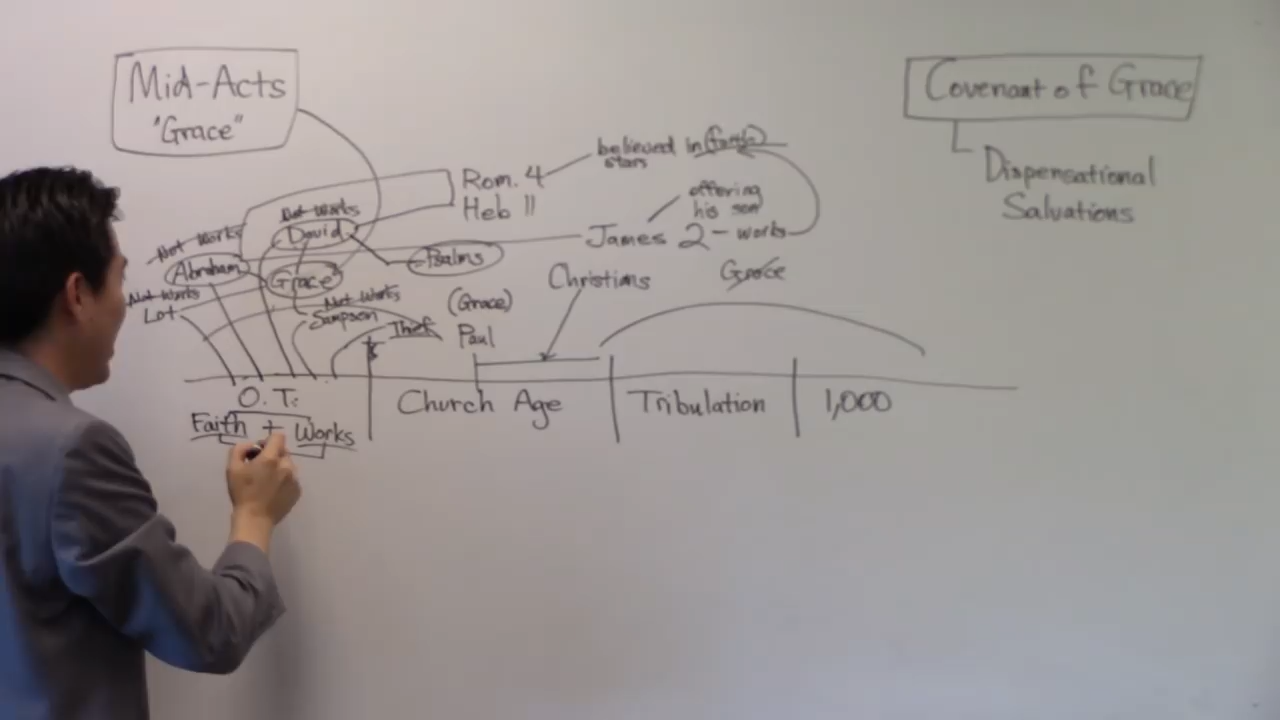 Mid-Acts
"Grace"
Covenant of Grace
Dispensational
Salvations
believed in
stars
Rom. 4
Heb 11
offering
his son
James 2 - works
Not Works
David
Psalms
Not Works
Abraham
Grace
Christians
Grace
Not Works
Lot
Not Works
Sampson
Thief
(Grace)
Paul
O.T.
Faith + Works
Church Age
Tribulation
1,000